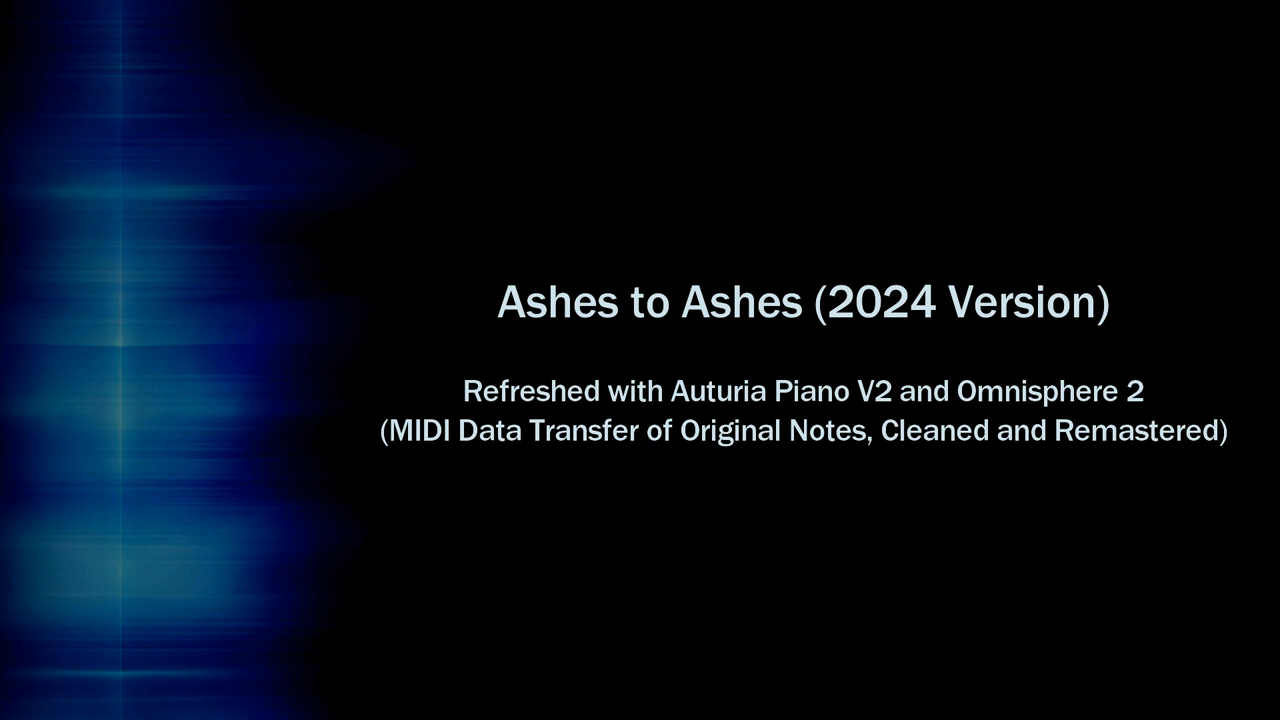 Ashes to Ashes (2024 Version)
Refreshed with Auturia Piano V2 and Omnisphere 2
(MIDI Data Transfer of Original Notes, Cleaned and Remastered)